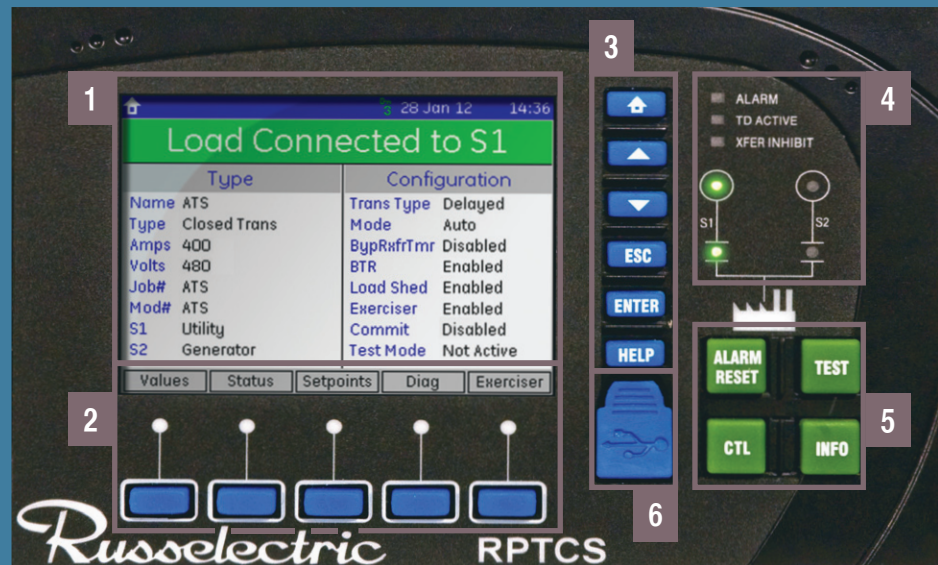 1
28 Jan 12 14:36
Load Connected to S1
Type
Name ATS
Type Closed Trans
Amps 400
Volts 480
Job# ATS
Mod# ATS
S1 Utility
S2 Generator
Configuration
Trans Type Delayed
Mode Auto
BypRxfrTmr Disabled
BTR Enabled
Load Shed Enabled
Exerciser Enabled
Commit Disabled
Test Mode Not Active
2
Values Status Setpoints Diag Exerciser
3
ESC
ENTER
HELP
4
ALARM
TD ACTIVE
XFER INHIBIT
S1 S2
5
ALARM RESET
TEST
CTL
INFO
6
Russelectric RPTCS